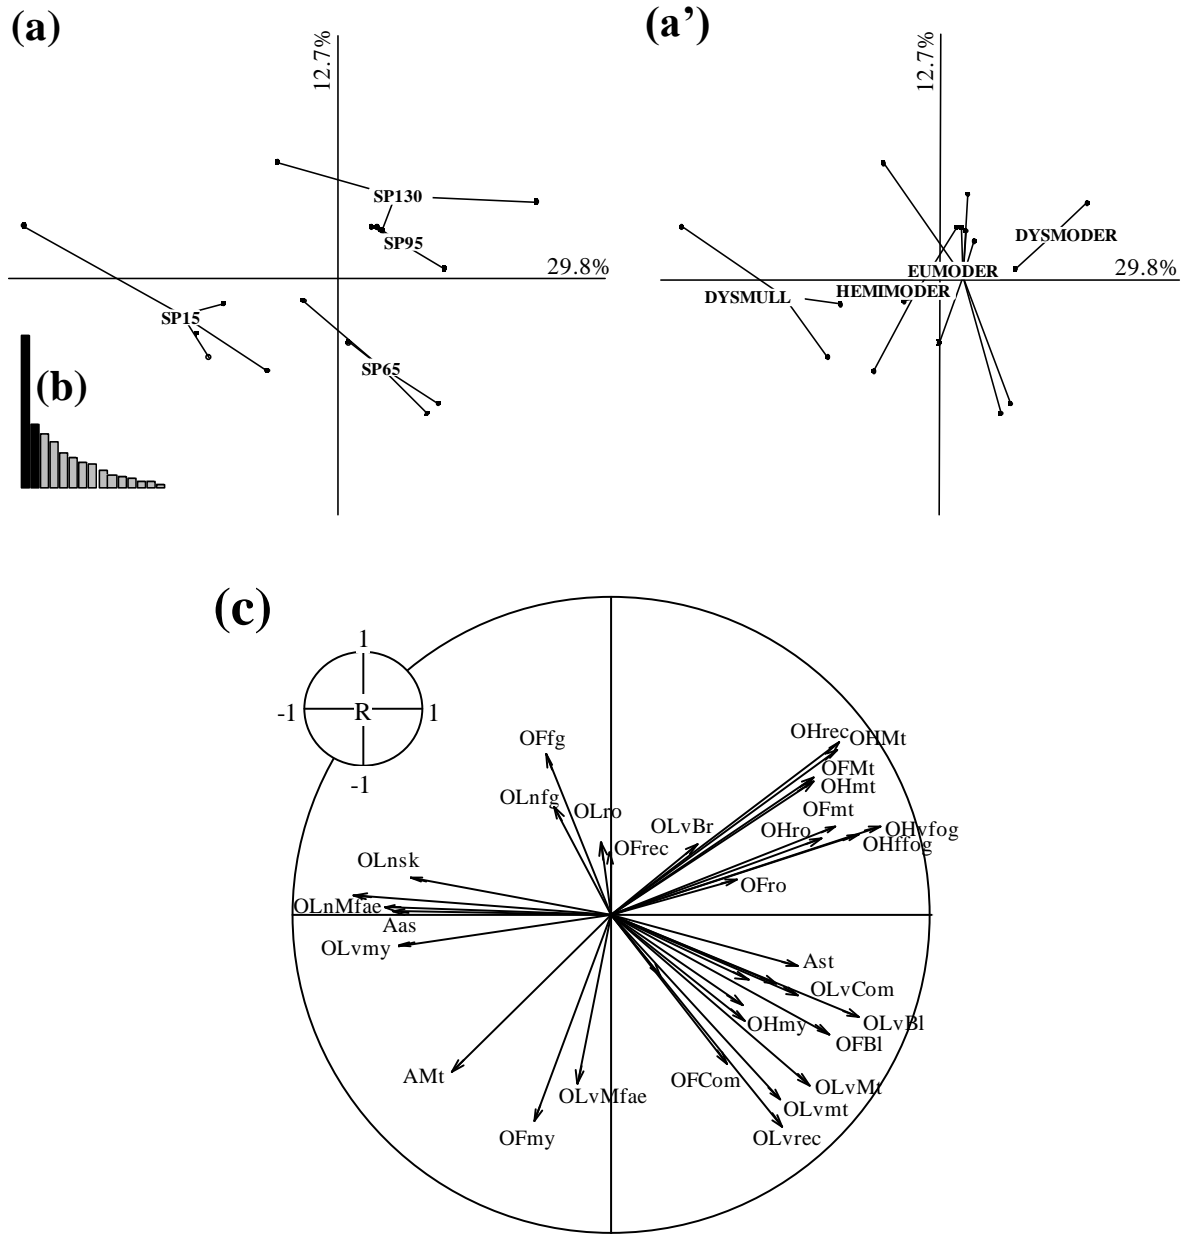 (a)
(a’)
12.7%
12.7%
SP130
SP95
29.8%
SP15
SP65
DYSMODER
EUMODER
29.8%
HEMIMODER
DYSMULL
(b)
(c)
1
-1
R
1
-1
OFfg
OLnfg
OLro
OFrec
OLvBr
OHrec
OHMt
OFMt
OHmt
OFmt
OHro
OHvfog
OHffog
OFro
OLnsk
OLnMfae
Aas
OLvmy
Ast
OLvCom
OLvBl
OHmy
OFBl
AMt
OFCom
OLvMt
OLvMfae
OLvmt
OFmy
OLvrec